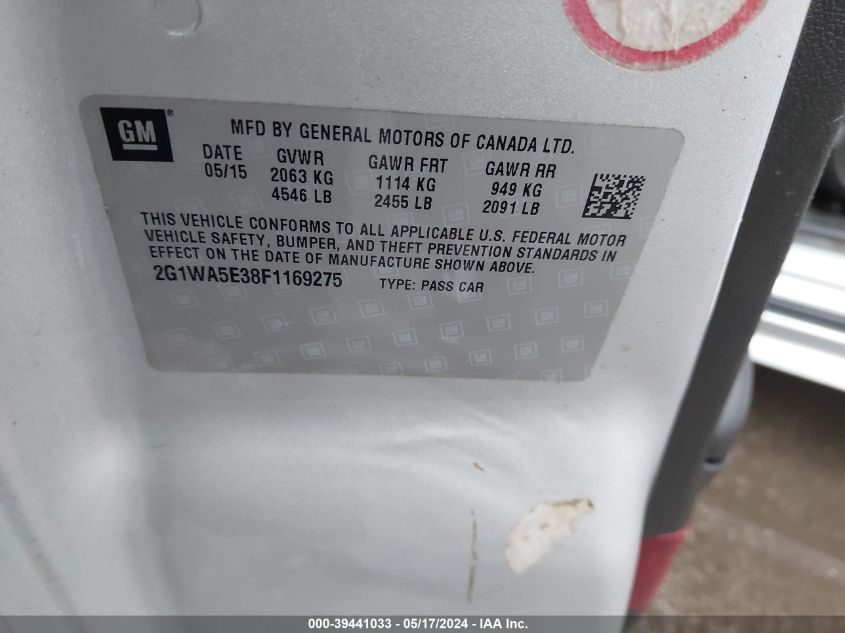 GM ®
MFD BY GENERAL MOTORS OF CANADA LTD.
DATE GVWR GAWR FRT GAWR RR
05/15 2063 KG 1114 KG 949 KG
4546 LB 2455 LB 2091 LB
THIS VEHICLE CONFORMS TO ALL APPLICABLE U.S. FEDERAL MOTOR
VEHICLE SAFETY, BUMPER, AND THEFT PREVENTION STANDARDS IN
EFFECT ON THE DATE OF MANUFACTURE SHOWN ABOVE.
2G1WA5E38F1169275 TYPE: PASS CAR
000-39441033 - 05/17/2024 - IAA Inc.